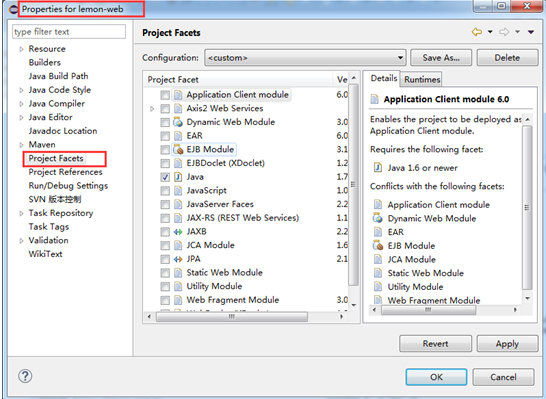 Properties for lemon-web
type filter text
Resource
Builders
Java Build Path
Java Code Style
Java Compiler
Java Editor
Javadoc Location
Maven
Project Facets
Project References
Run/Debug Settings
SVN 版本控制
Task Repository
Task Tags
Validation
WikiText
Project Facets
Configuration: <custom> Save As... Delete
Project Facet Ve
Application Client module 6.0
Axis2 Web Services
Dynamic Web Module 3.0
EAR 6.0
EJB Module 3.1
EJBDoclet (XDoclet) 1.2
Java 1.7
JavaScript 1.0
JavaServer Faces 2.2
JAX-RS (REST Web Services) 2.0
JAXB 2.2
JCA Module 1.6
JPA 2.1
Static Web Module
Utility Module
Web Fragment Module 3.0
Details Runtimes
Application Client module 6.0
Enables the project to be deployed as
Application Client module.
Requires the following facet:
Java 1.6 or newer
Conflicts with the following facets:
Application Client module
Dynamic Web Module
EAR
EJB Module
JCA Module
Static Web Module
Utility Module
Web Fragment Module
Revert Apply
OK Cancel